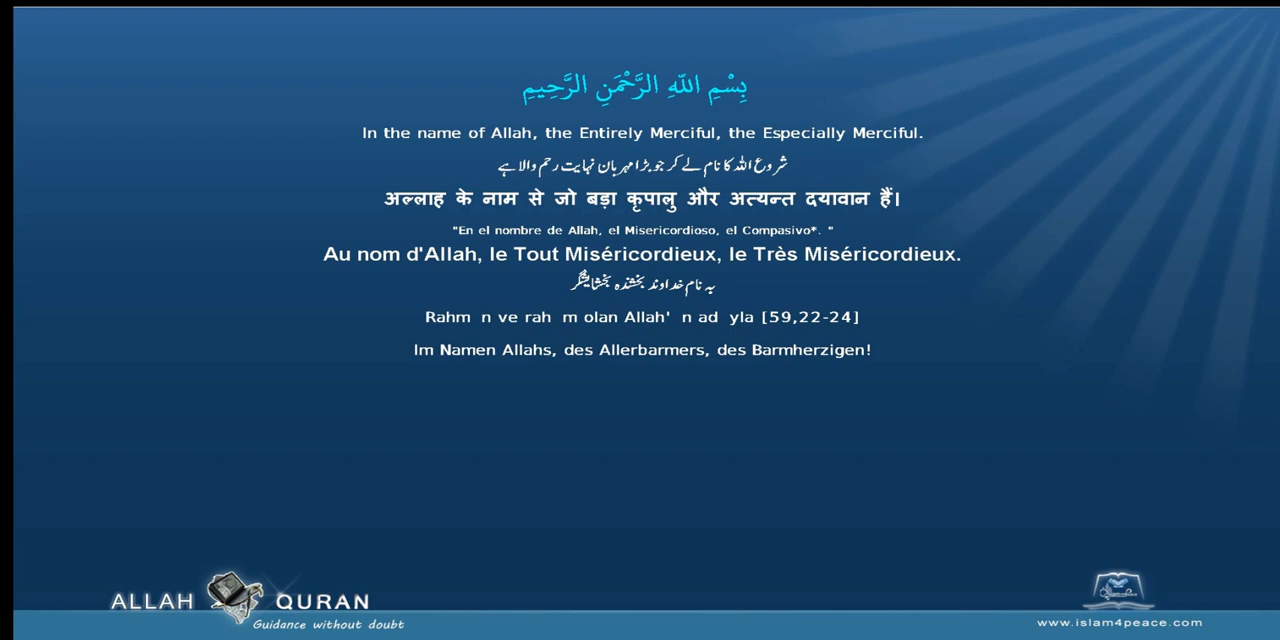 بِسْمِ اللّهِ الرَّحْمَنِ الرَّحِيمِ
In the name of Allah, the Entirely Merciful, the Especially Merciful.
شروع اللہ کا نام لے کر جو بڑا مہربان نہایت رحم والا ہے
अल्लाह के नाम से जो बड़ा कृपालु और अत्यन्त दयावान हैं।
"En el nombre de Allah, el Misericordioso, el Compasivo*. "
Au nom d'Allah, le Tout Miséricordieux, le Très Miséricordieux.
به نام خداوند بخشنده بخشایشگر
Rahm n ve rah m olan Allah' n ad yla [59,22-24]
Im Namen Allahs, des Allerbarmers, des Barmherzigen!
ALLAH QURAN
Guidance without doubt
www.islam4peace.com